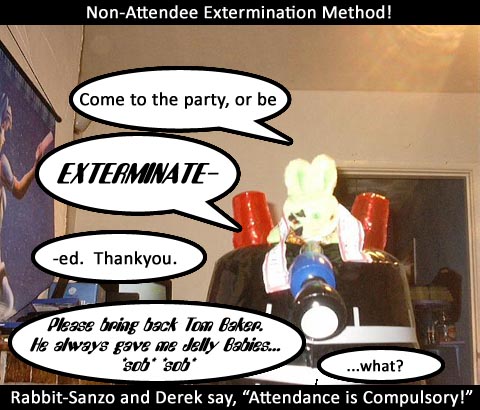 Non-Attendee Extermination Method!
Come to the party, or be
EXTERMINATE-
-ed.  Thankyou.
Please bring back Tom Baker.
He always gave me Jelly Babies...
*sob* *sob*
...what?
Rabbit-Sanzo and Derek say, “Attendance is Compulsory!”